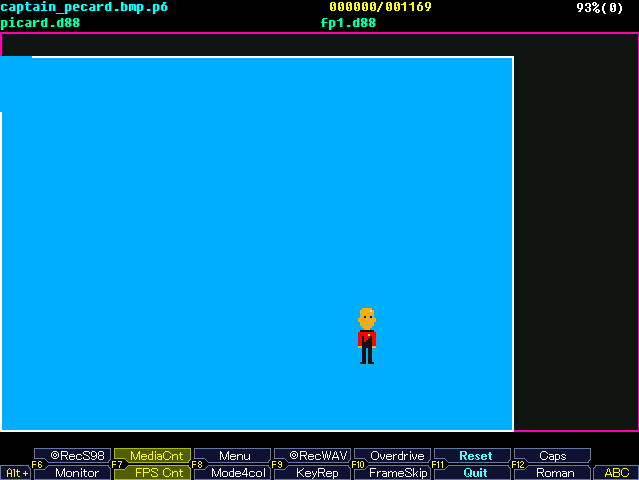 captain_pecard.bmp.p6 000000/001169 93%(0)
picard.d88 fp1.d88
@RecS98 MediaCnt Menu @RecWAV Overdrive Reset Caps
Alt+ F6 Monitor F7 FPS Cnt F8 Mode4col F9 KeyRep F10 FrameSkip F11 Quit F12 Roman ABC